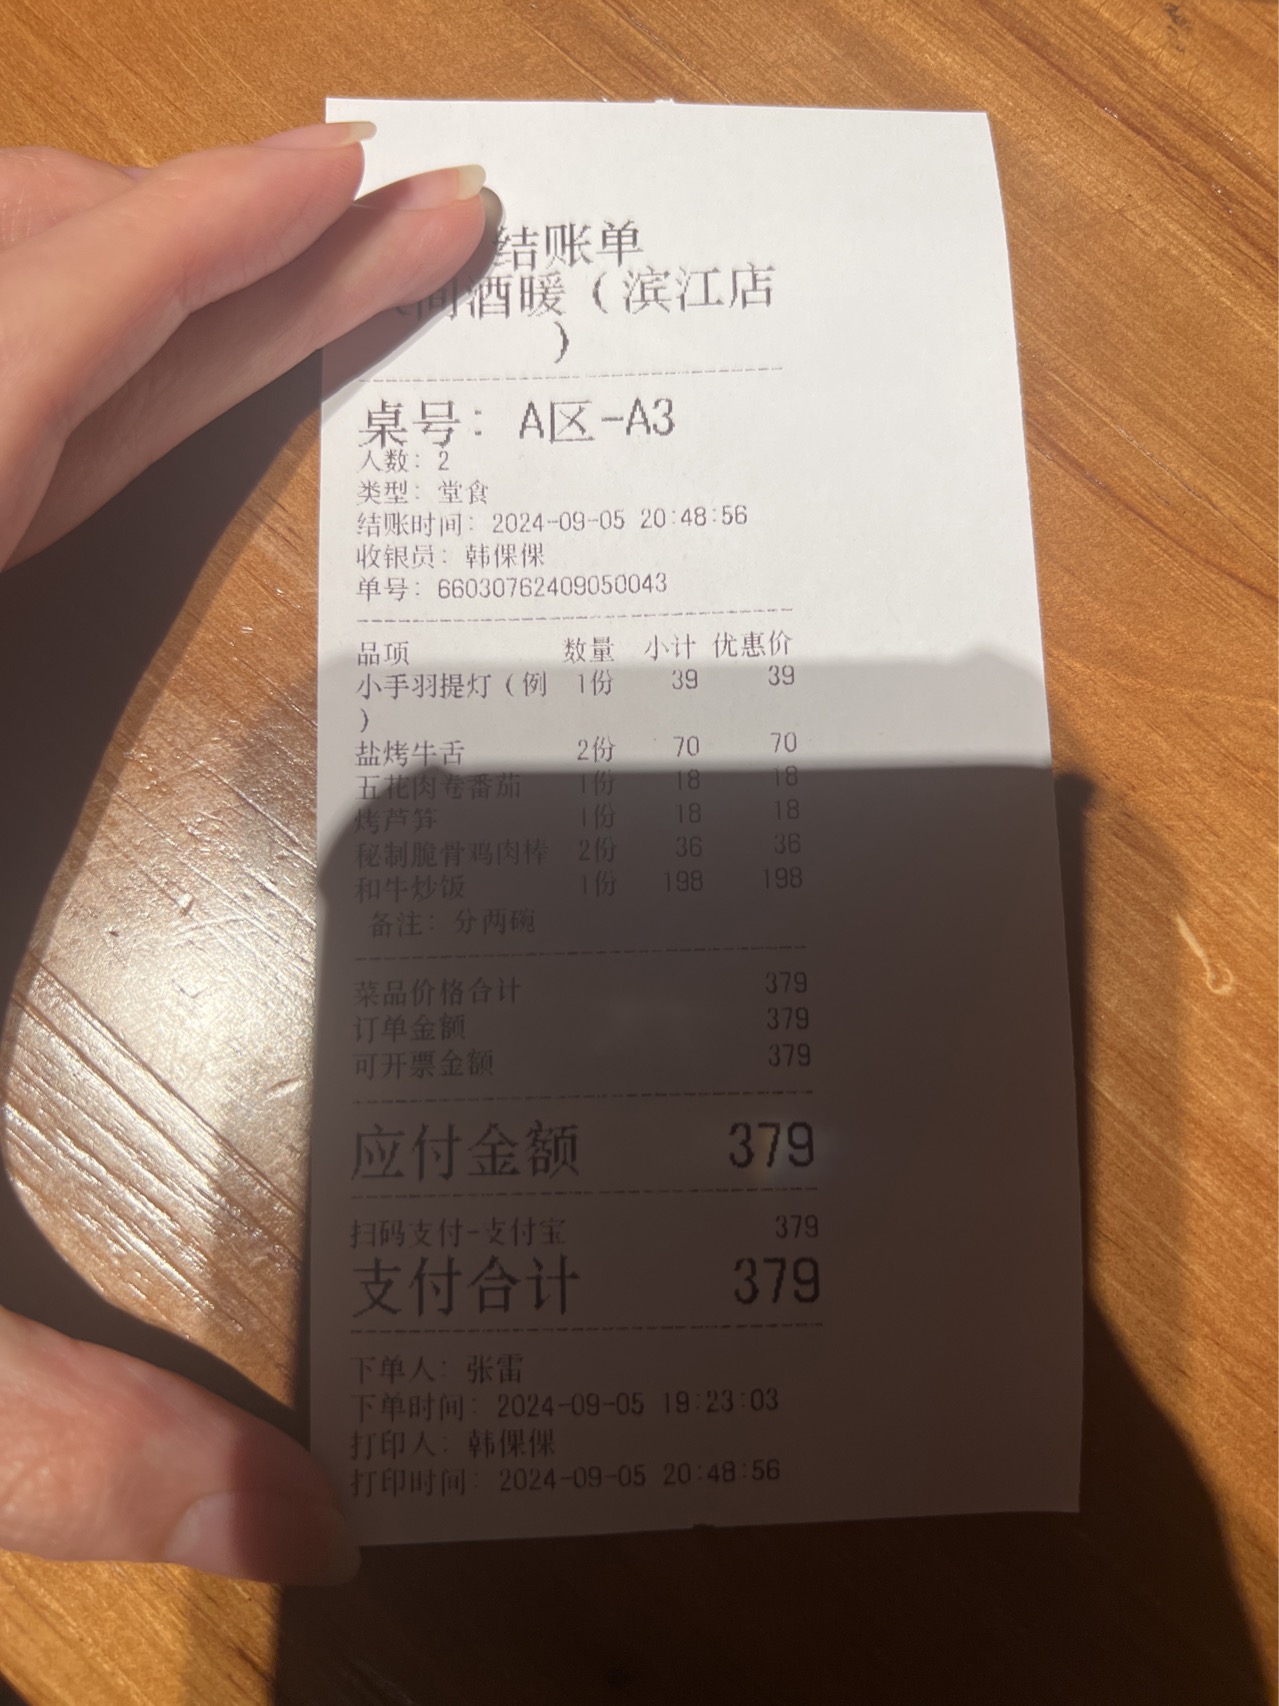 结账单
间酒暖（滨江店
）
桌号：A区-A3
人数：2
类型：堂食
结账时间：2024-09-05 20:48:56
收银员：韩倮倮
单号：66030762409050043
品项 数量 小计 优惠价
小手羽提灯（例 1份 39 39
）
盐烤牛舌 2份 70 70
五花肉卷番茄 1份 18 18
烤芦笋 1份 18 18
秘制脆骨鸡肉棒 2份 36 36
和牛炒饭 1份 198 198
备注：分两碗
菜品价格合计 379
订单金额 379
可开票金额 379
应付金额 379
扫码支付-支付宝 379
支付合计 379
下单人：张雷
下单时间：2024-09-05 19:23:03
打印人：韩倮倮
打印时间：2024-09-05 20:48:56